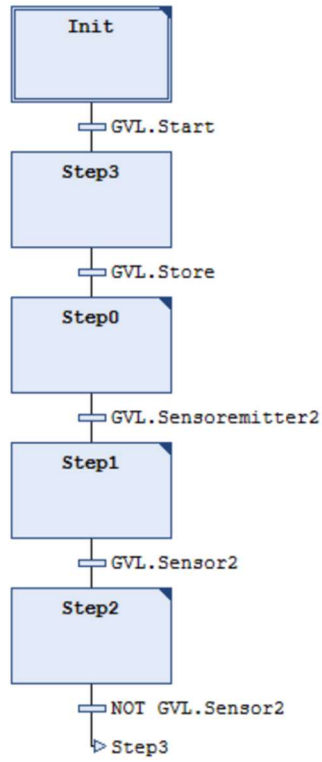 Init
GVL.Start
Step3
GVL.Store
Step0
GVL.Sensoremitter2
Step1
GVL.Sensor2
Step2
NOT GVL.Sensor2
Step3